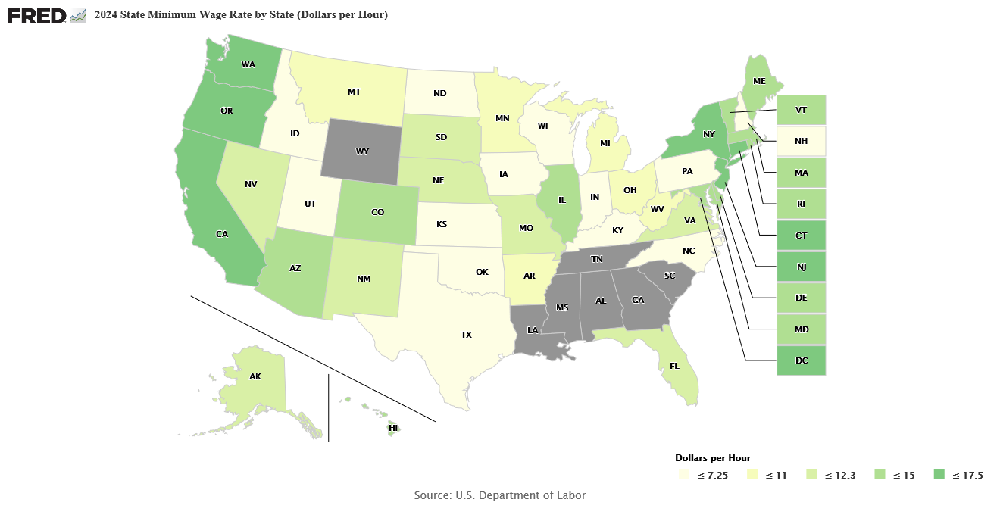 FRED 2024 State Minimum Wage Rate by State (Dollars per Hour)
WA
ME
OR
MT
ND
MN
VT
ID
SD
WI
MI
NY
NH
WY
IA
PA
MA
NV
NE
OH
UT
CO
IL
IN
WV
RI
KS
MO
KY
VA
CT
CA
AZ
NM
OK
AR
TN
NC
NJ
SC
MS
AL
GA
DE
TX
LA
MD
AK
FL
DC
HI
Dollars per Hour
≤ 7.25 ≤ 11 ≤ 12.3 ≤ 15 ≤ 17.5
Source: U.S. Department of Labor